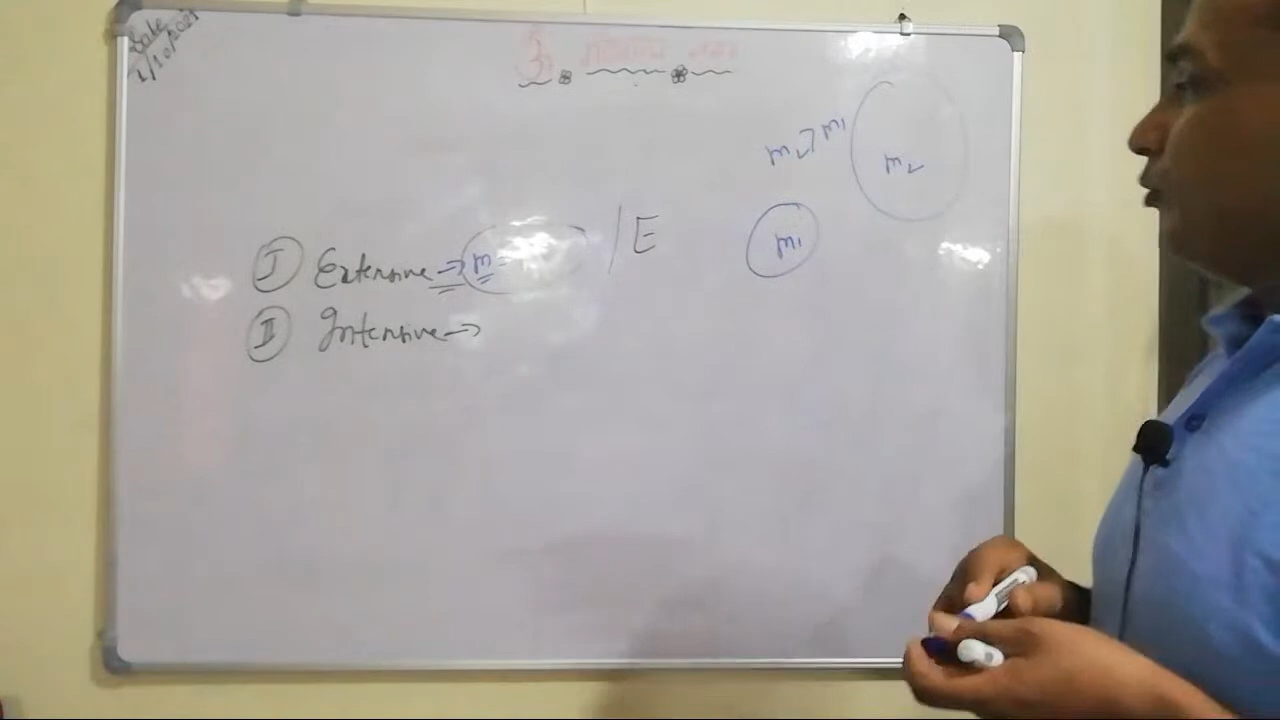 Date
1/10/2021
m2 > m1
m2
m1
I Extensive → m / E
II Intensive →